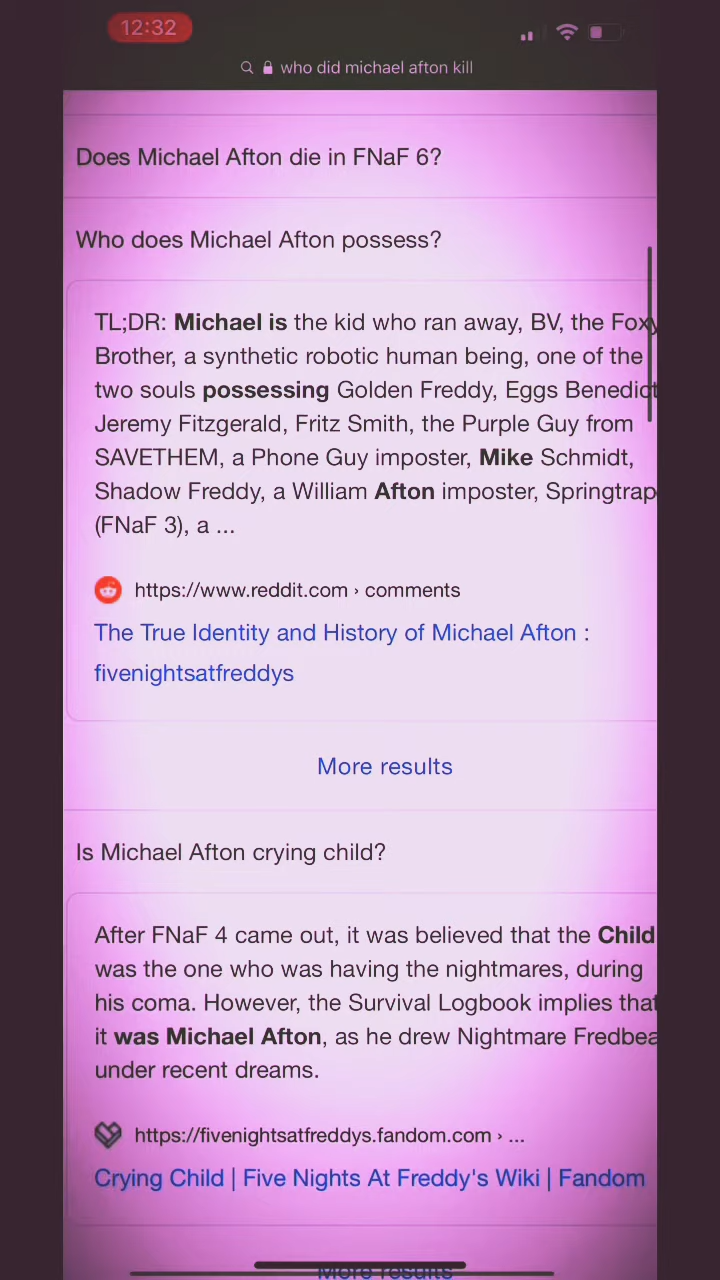 12:32
who did michael afton kill
Does Michael Afton die in FNaF 6?
Who does Michael Afton possess?
TL;DR: Michael is the kid who ran away, BV, the Foxy
Brother, a synthetic robotic human being, one of the
two souls possessing Golden Freddy, Eggs Benedict
Jeremy Fitzgerald, Fritz Smith, the Purple Guy from
SAVETHEM, a Phone Guy imposter, Mike Schmidt,
Shadow Freddy, a William Afton imposter, Springtrap
(FNaF 3), a ...
https://www.reddit.com › comments
The True Identity and History of Michael Afton :
fivenightsatfreddys
More results
Is Michael Afton crying child?
After FNaF 4 came out, it was believed that the Child
was the one who was having the nightmares, during
his coma. However, the Survival Logbook implies that
it was Michael Afton, as he drew Nightmare Fredbea
under recent dreams.
https://fivenightsatfreddys.fandom.com › ...
Crying Child | Five Nights At Freddy's Wiki | Fandom
More results